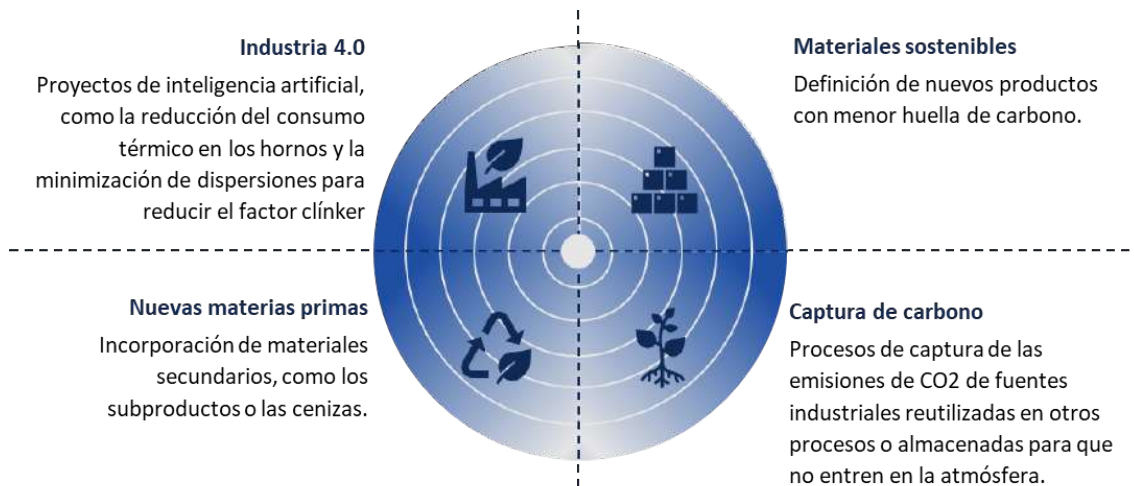 Industria 4.0
Proyectos de inteligencia artificial,
como la reducción del consumo
térmico en los hornos y la
minimización de dispersiones para
reducir el factor clínker
Materiales sostenibles
Definición de nuevos productos
con menor huella de carbono.
Nuevas materias primas
Incorporación de materiales
secundarios, como los
subproductos o las cenizas.
Captura de carbono
Procesos de captura de las
emisiones de CO2 de fuentes
industriales reutilizadas en otros
procesos o almacenadas para que
no entren en la atmósfera.